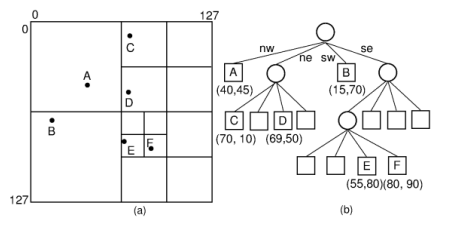 0 127
0
C
A
D
B
E F
127
(a)
nw ne sw se
A B
(40,45) (15,70)
C D
(70, 10) (69,50)
E F
(55,80) (80, 90)
(b)